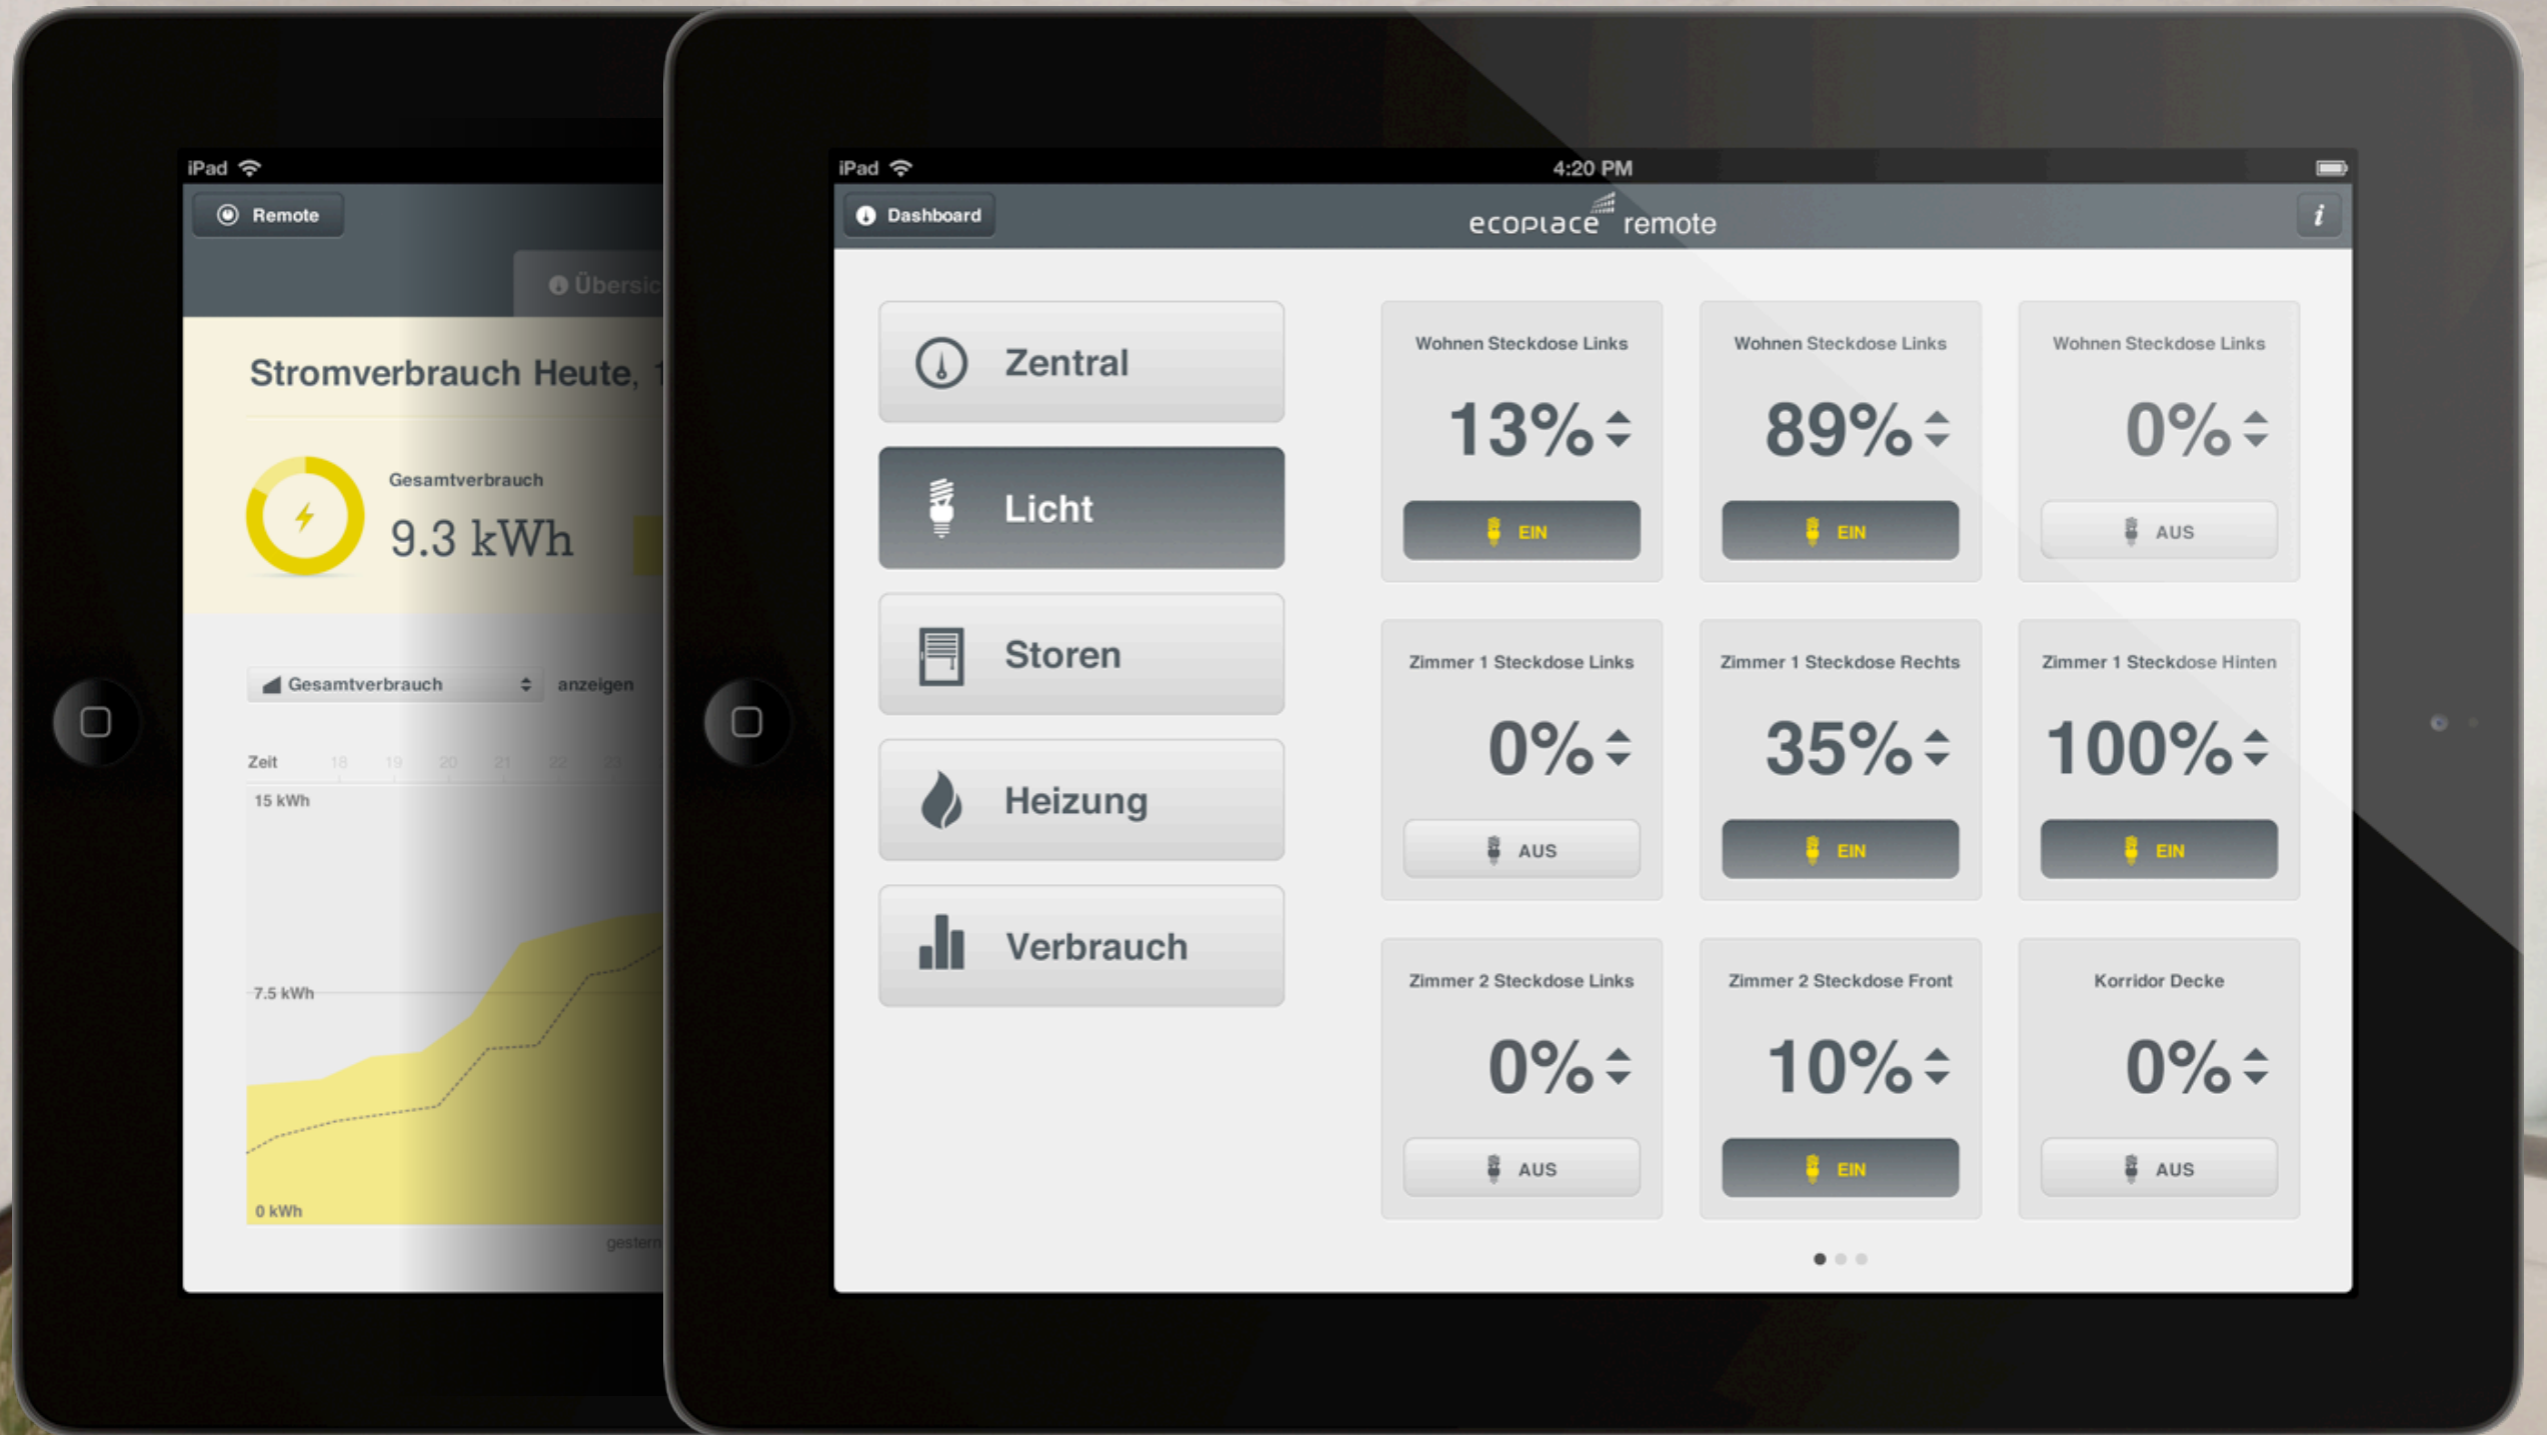 iPad
Remote
Stromverbrauch Heute,
Gesamtverbrauch
9.3 kWh
Gesamtverbrauch
anzeigen
Zeit 18 19 20 21 22 23
15 kWh
7.5 kWh
0 kWh
gestern
iPad 4:20 PM
Dashboard
ecoplace remote
i
Zentral
Licht
Storen
Heizung
Verbrauch
Wohnen Steckdose Links
13%
EIN
Wohnen Steckdose Links
89%
EIN
Wohnen Steckdose Links
0%
AUS
Zimmer 1 Steckdose Links
0%
AUS
Zimmer 1 Steckdose Rechts
35%
EIN
Zimmer 1 Steckdose Hinten
100%
EIN
Zimmer 2 Steckdose Links
0%
AUS
Zimmer 2 Steckdose Front
10%
EIN
Korridor Decke
0%
AUS